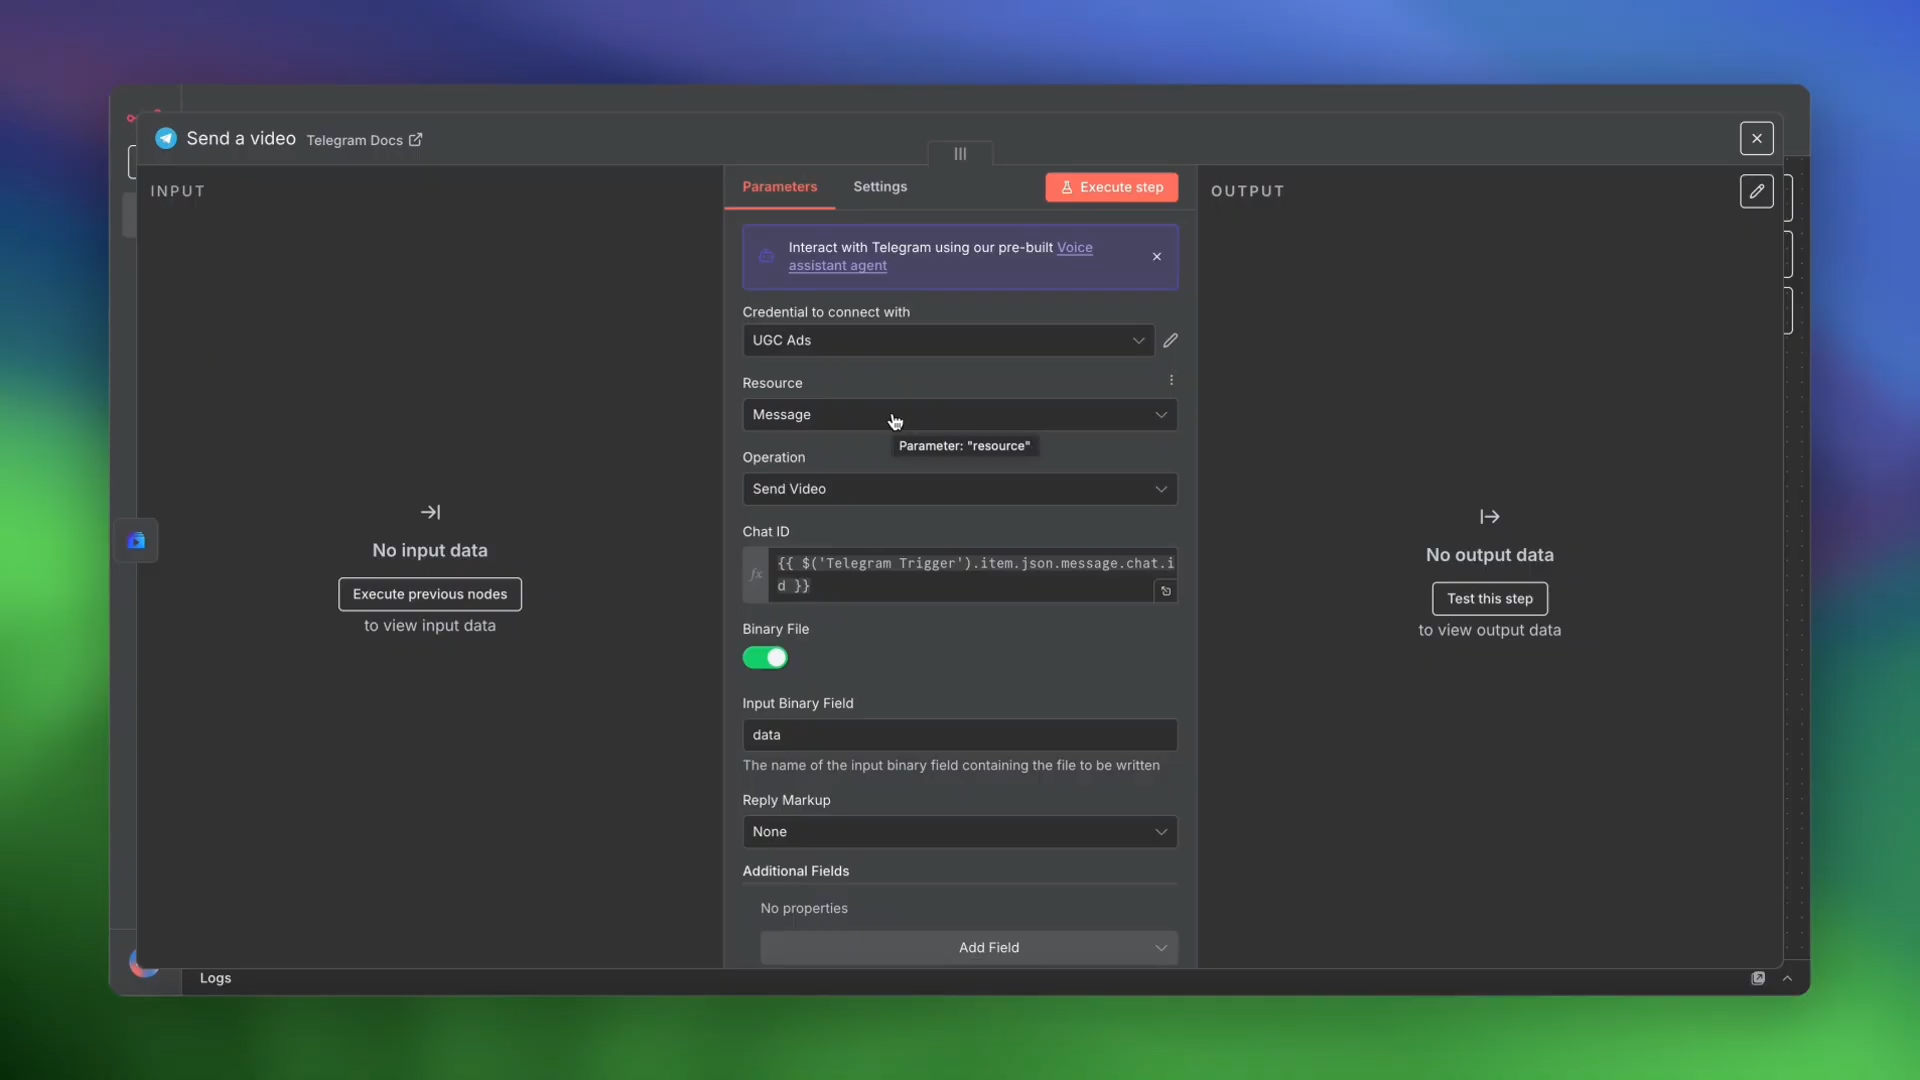 Send a video
Telegram Docs
INPUT
Parameters
Settings
Execute step
OUTPUT
Interact with Telegram using our pre-built Voice
assistant agent
Credential to connect with
UGC Ads
Resource
Message
Parameter: "resource"
Operation
Send Video
Chat ID
fx
{{ $('Telegram Trigger').item.json.message.chat.i
d }}
Binary File
Input Binary Field
data
The name of the input binary field containing the file to be written
Reply Markup
None
Additional Fields
No properties
Add Field
No input data
Execute previous nodes
to view input data
No output data
Test this step
to view output data
Logs